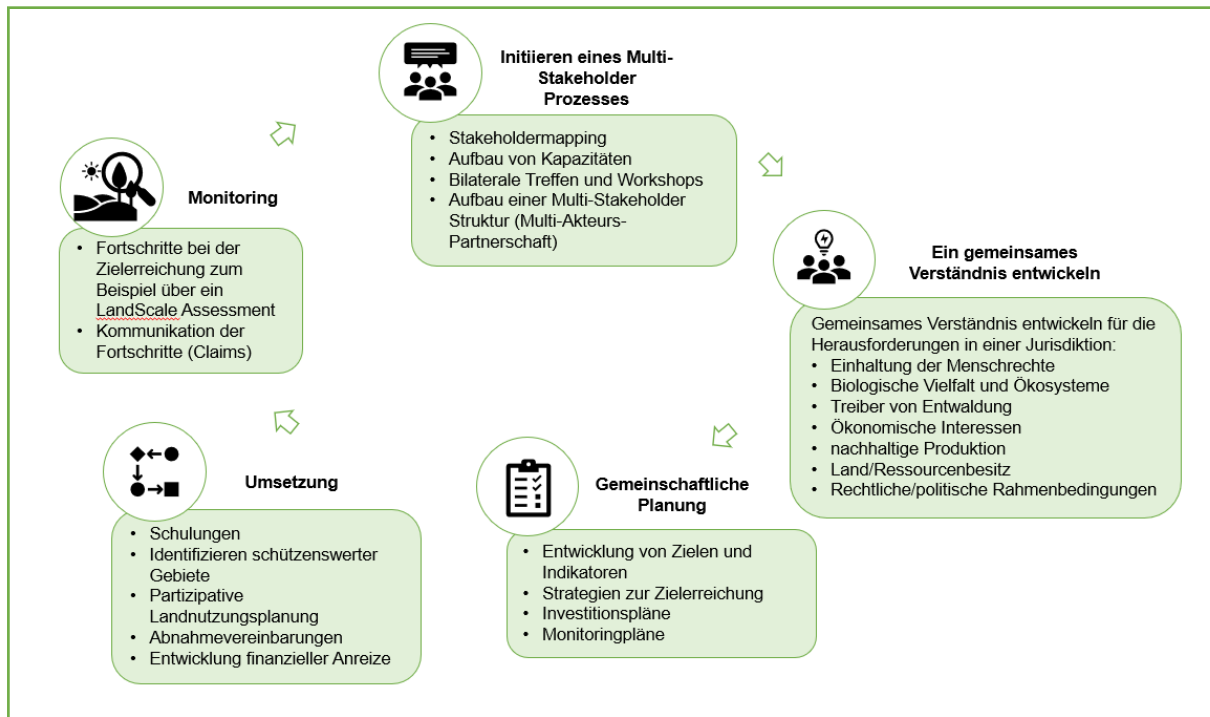 Initiieren eines Multi-
Stakeholder
Prozesses
• Stakeholdermapping
• Aufbau von Kapazitäten
• Bilaterale Treffen und Workshops
• Aufbau einer Multi-Stakeholder
Struktur (Multi-Akteurs-
Partnerschaft)
Ein gemeinsames
Verständnis entwickeln
Gemeinsames Verständnis entwickeln für die
Herausforderungen in einer Jurisdiktion:
• Einhaltung der Menschrechte
• Biologische Vielfalt und Ökosysteme
• Treiber von Entwaldung
• Ökonomische Interessen
• nachhaltige Produktion
• Land/Ressourcenbesitz
• Rechtliche/politische Rahmenbedingungen
Gemeinschaftliche
Planung
• Entwicklung von Zielen und
Indikatoren
• Strategien zur Zielerreichung
• Investitionspläne
• Monitoringpläne
Umsetzung
• Schulungen
• Identifizieren schützenswerter
Gebiete
• Partizipative
Landnutzungsplanung
• Abnahmevereinbarungen
• Entwicklung finanzieller Anreize
Monitoring
• Fortschritte bei der
Zielerreichung zum
Beispiel über ein
LandScale Assessment
• Kommunikation der
Fortschritte (Claims)